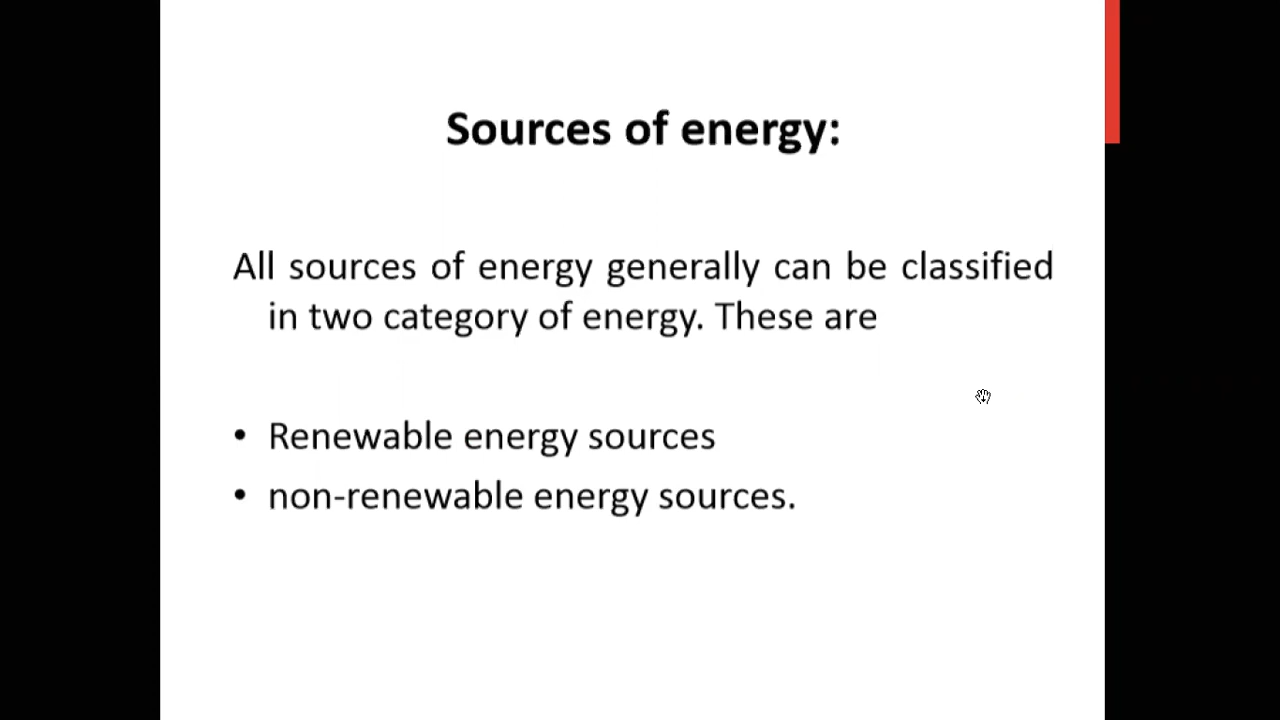 Sources of energy:
All sources of energy generally can be classified
in two category of energy. These are
• Renewable energy sources
• non-renewable energy sources.